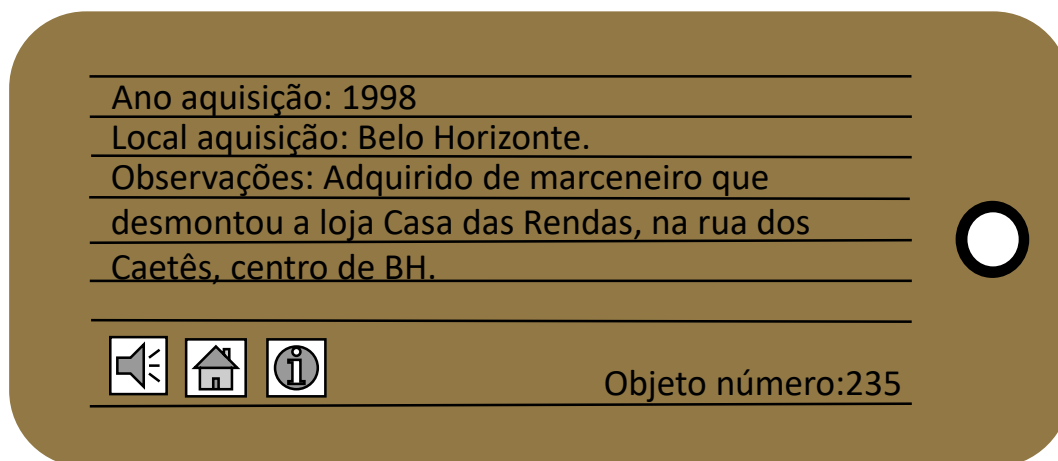 Ano aquisição: 1998
Local aquisição: Belo Horizonte.
Observações: Adquirido de marceneiro que
desmontou a loja Casa das Rendas, na rua dos
Caetês, centro de BH.
Objeto número:235